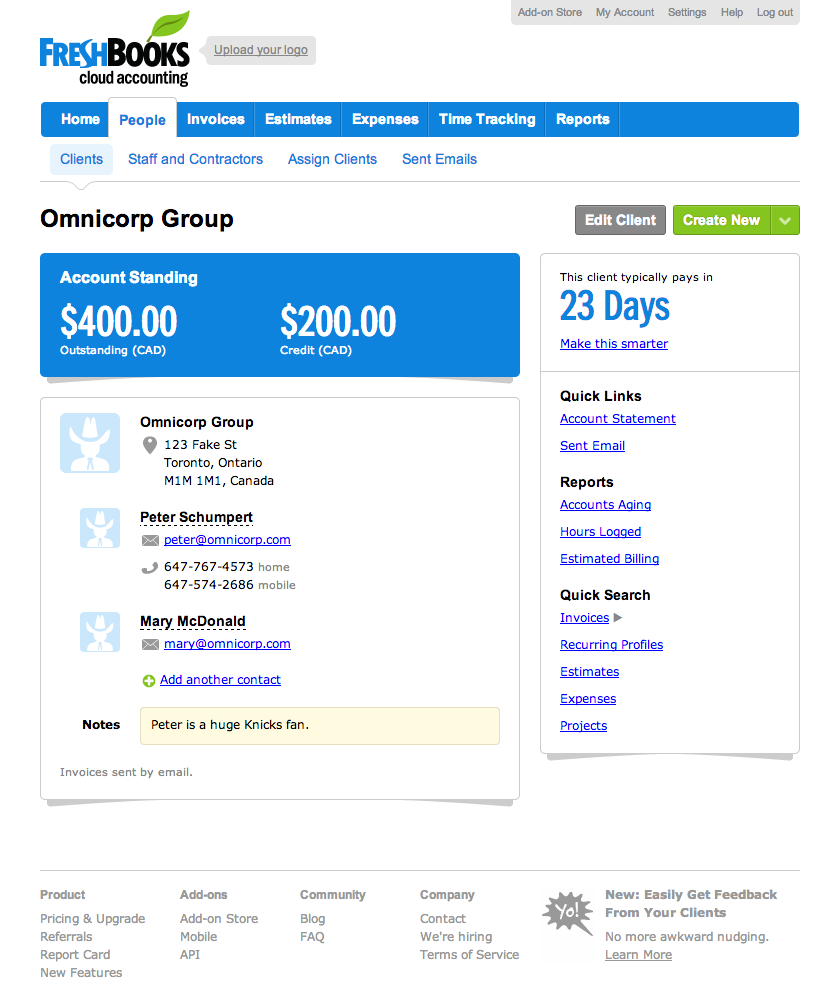 Add-on Store My Account Settings Help Log out
FRESHBOOKS
cloud accounting
Upload your logo
Home People Invoices Estimates Expenses Time Tracking Reports
Clients Staff and Contractors Assign Clients Sent Emails
Omnicorp Group
Edit Client Create New
Account Standing
$400.00 $200.00
Outstanding (CAD) Credit (CAD)
Omnicorp Group
123 Fake St
Toronto, Ontario
M1M 1M1, Canada
Peter Schumpert
peter@omnicorp.com
647-767-4573 home
647-574-2686 mobile
Mary McDonald
mary@omnicorp.com
Add another contact
Notes Peter is a huge Knicks fan.
Invoices sent by email.
This client typically pays in
23 Days
Make this smarter
Quick Links
Account Statement
Sent Email
Reports
Accounts Aging
Hours Logged
Estimated Billing
Quick Search
Invoices
Recurring Profiles
Estimates
Expenses
Projects
Product
Pricing & Upgrade
Referrals
Report Card
New Features
Add-ons
Add-on Store
Mobile
API
Community
Blog
FAQ
Company
Contact
We're hiring
Terms of Service
Yo!
New: Easily Get Feedback
From Your Clients
No more awkward nudging.
Learn More